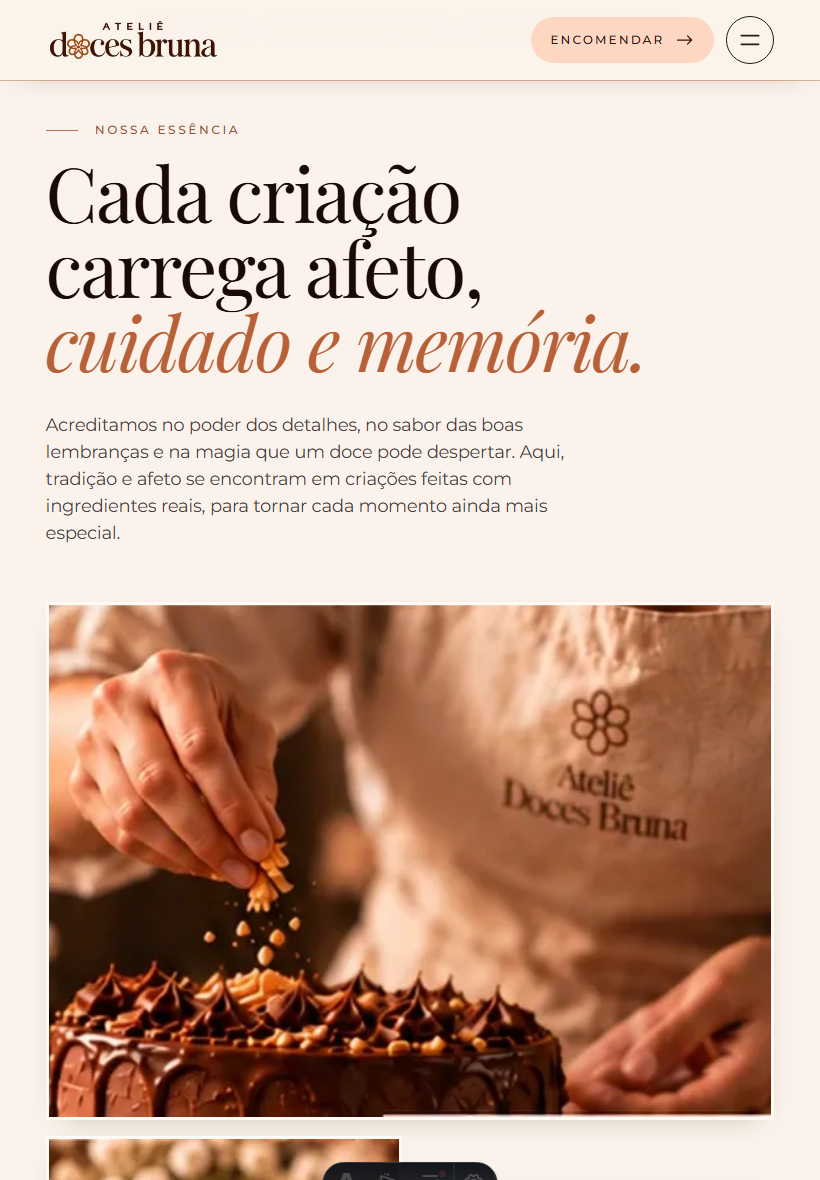 ATELIÊ
doces bruna
ENCOMENDAR
NOSSA ESSÊNCIA
Cada criação
carrega afeto,
cuidado e memória.
Acreditamos no poder dos detalhes, no sabor das boas
lembranças e na magia que um doce pode despertar. Aqui,
tradição e afeto se encontram em criações feitas com
ingredientes reais, para tornar cada momento ainda mais
especial.
Ateliê
Doces Bruna